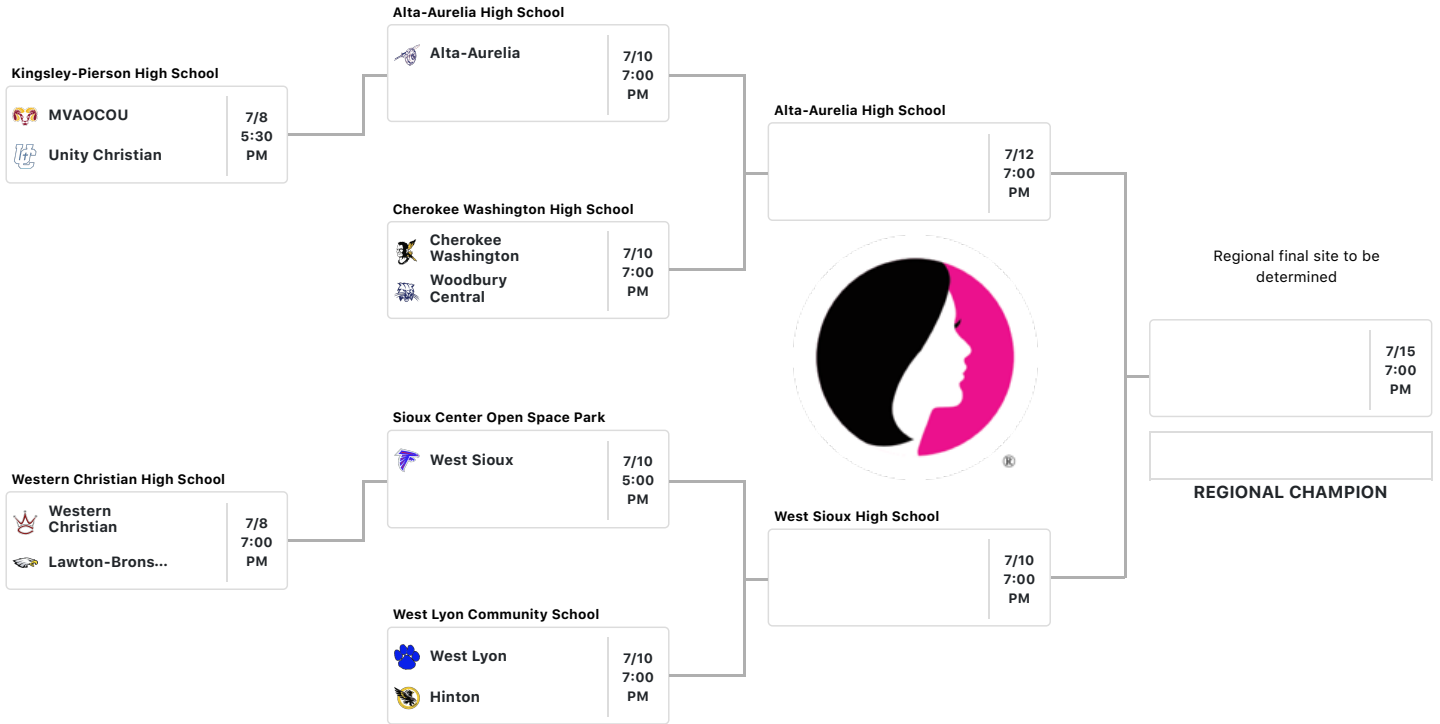 Kingsley-Pierson High School
MVAOCOU
Unity Christian
7/8
5:30
PM
Western Christian High School
Western
Christian
Lawton-Brons...
7/8
7:00
PM
Alta-Aurelia High School
Alta-Aurelia
7/10
7:00
PM
Cherokee Washington High School
Cherokee
Washington
Woodbury
Central
7/10
7:00
PM
Sioux Center Open Space Park
West Sioux
7/10
5:00
PM
West Lyon Community School
West Lyon
Hinton
7/10
7:00
PM
Alta-Aurelia High School
7/12
7:00
PM
®
West Sioux High School
7/10
7:00
PM
Regional final site to be
determined
7/15
7:00
PM
REGIONAL CHAMPION